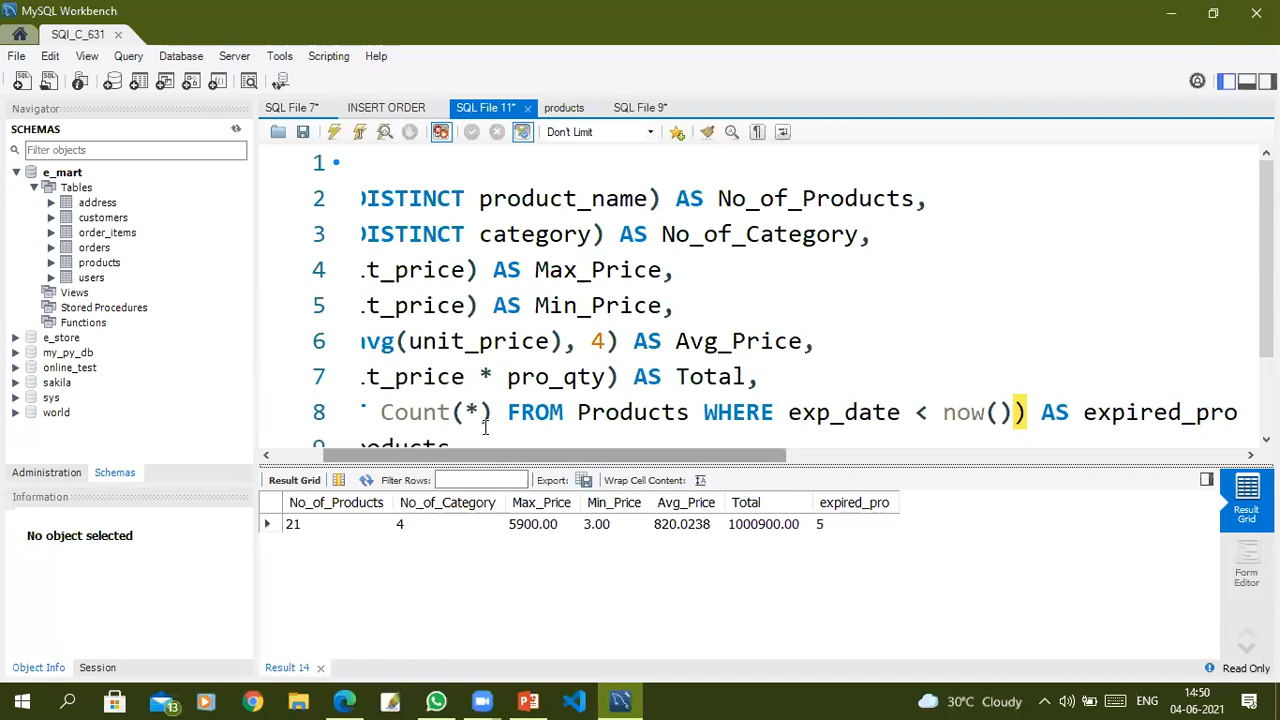 MySQL Workbench
SQl_C_631
File Edit View Query Database Server Tools Scripting Help
Navigator
SCHEMAS
Filter objects
e_mart
Tables
address
customers
order_items
orders
products
users
Views
Stored Procedures
Functions
e_store
my_py_db
online_test
sakila
sys
world
Administration Schemas
Information
No object selected
Object Info Session
SQL File 7* INSERT ORDER SQL File 11* products SQL File 9*
Don't Limit
1
2 DISTINCT product_name) AS No_of_Products,
3 DISTINCT category) AS No_of_Category,
4 t_price) AS Max_Price,
5 t_price) AS Min_Price,
6 avg(unit_price), 4) AS Avg_Price,
7 t_price * pro_qty) AS Total,
8 Count(*) FROM Products WHERE exp_date < now()) AS expired_pro
9 oducts
Result Grid Filter Rows: Export: Wrap Cell Content:
No_of_Products No_of_Category Max_Price Min_Price Avg_Price Total expired_pro
21 4 5900.00 3.00 820.0238 1000900.00 5
Result Grid
Form Editor
Result 14
Read Only
13
30°C Cloudy
ENG
14:50
04-06-2021